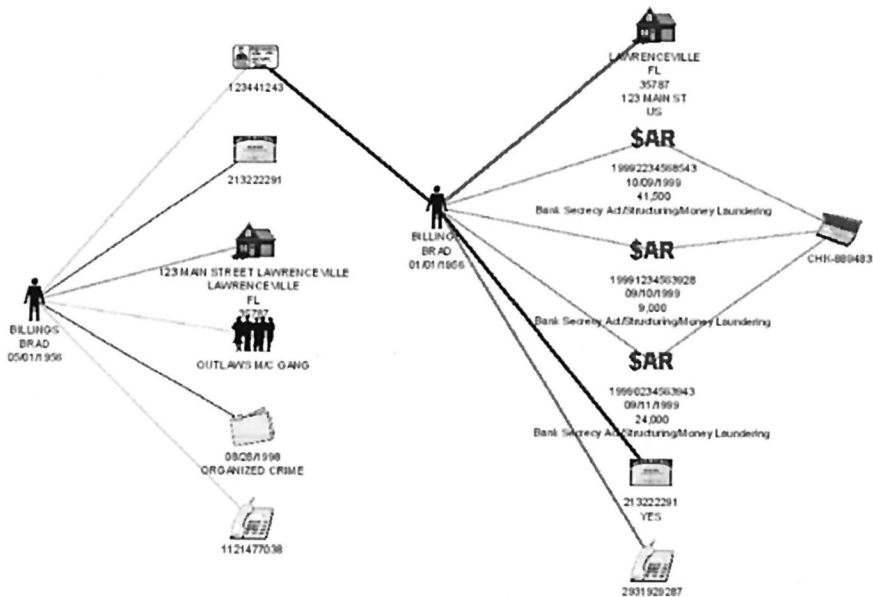 123441243
213222291
123 MAIN STREET LAWRENCEVILLE
LAWRENCEVILLE
FL
35787
BILLINGS
BRAD
05/01/1956
OUTLAWS M/C GANG
08/28/1998
ORGANIZED CRIME
1121477038
BILLINGS
BRAD
01/01/1956
LAWRENCEVILLE
FL
35787
123 MAIN ST
US
$AR
19992234568543
10/09/1999
41,500
Bank Secrecy Act/Structuring/Money Laundering
$AR
19991234563928
09/10/1999
9,000
Bank Secrecy Act/Structuring/Money Laundering
$AR
19990234563943
09/11/1999
24,000
Bank Secrecy Act/Structuring/Money Laundering
CHK-889483
213222291
YES
2931929287